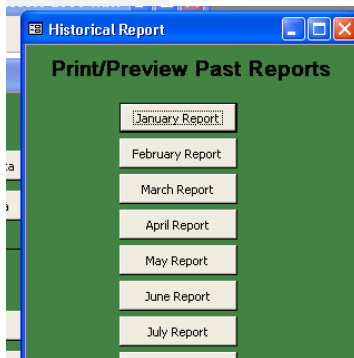 Historical Report
Print/Preview Past Reports
January Report
February Report
March Report
April Report
May Report
June Report
July Report
ta
a